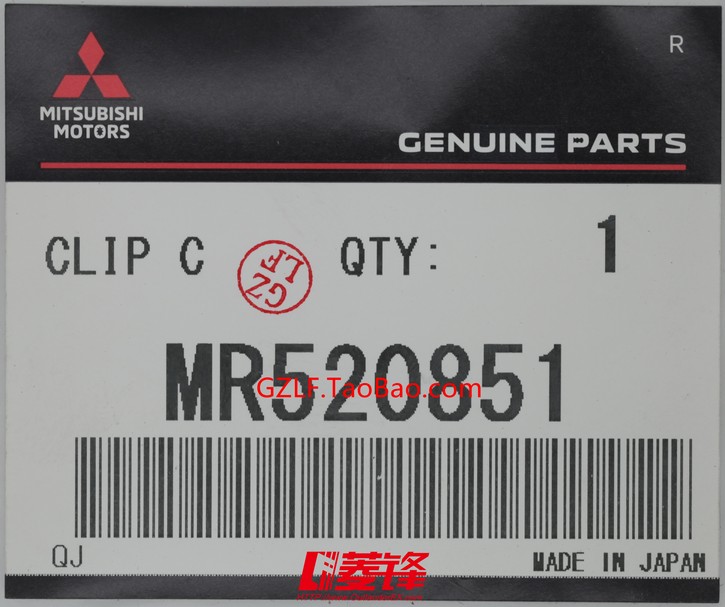 R
MITSUBISHI
MOTORS
GENUINE PARTS
CLIP C QTY: 1
GZ
LF
MR520851
GZLF.TaoBao.com
QJ
菱锋
MADE IN JAPAN